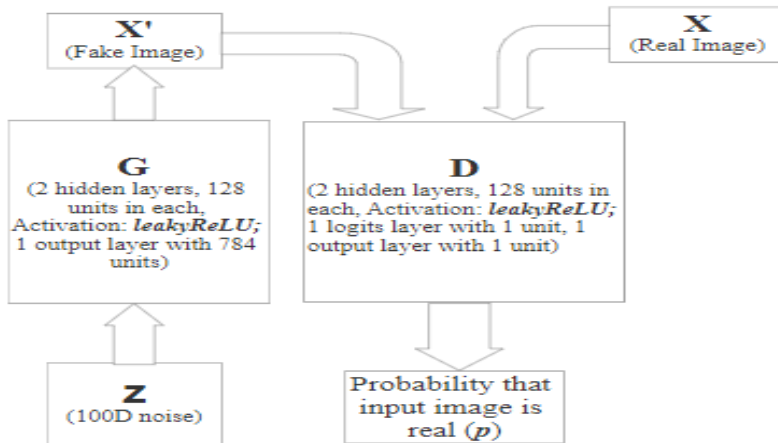 X'
(Fake Image)
X
(Real Image)
G
(2 hidden layers, 128
units in each,
Activation: leakyReLU;
1 output layer with 784
units)
D
(2 hidden layers, 128 units in
each, Activation: leakyReLU;
1 logits layer with 1 unit, 1
output layer with 1 unit)
Z
(100D noise)
Probability that
input image is
real (p)